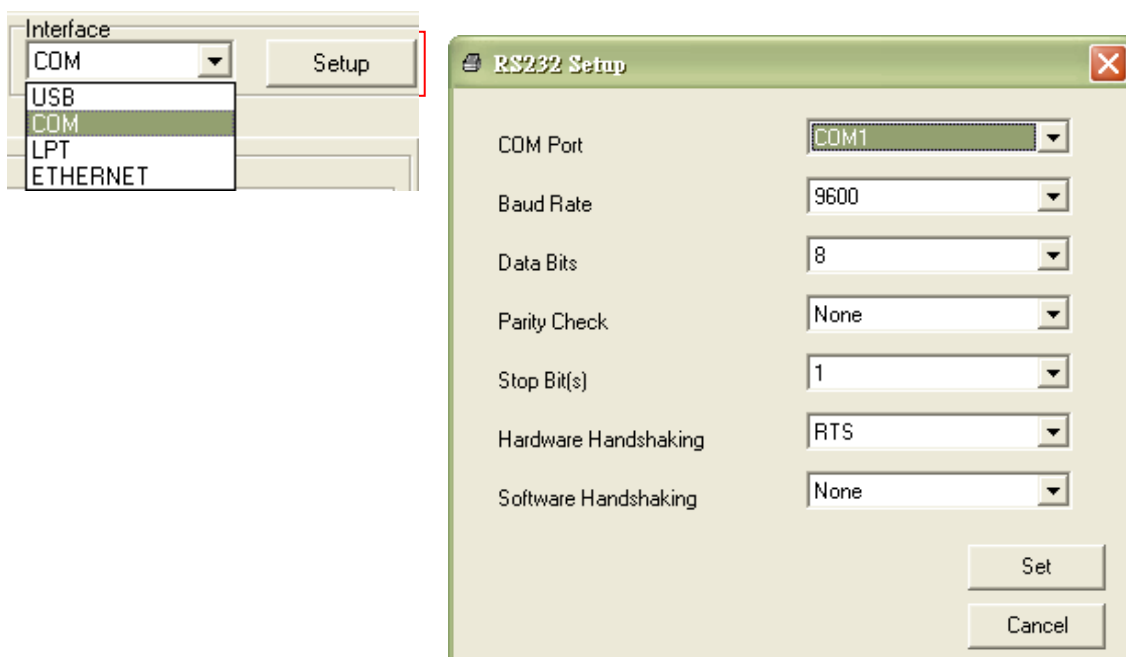 Interface
COM
Setup
USB
COM
LPT
ETHERNET
RS232 Setup
COM Port
COM1
Baud Rate
9600
Data Bits
8
Parity Check
None
Stop Bit(s)
1
Hardware Handshaking
RTS
Software Handshaking
None
Set
Cancel